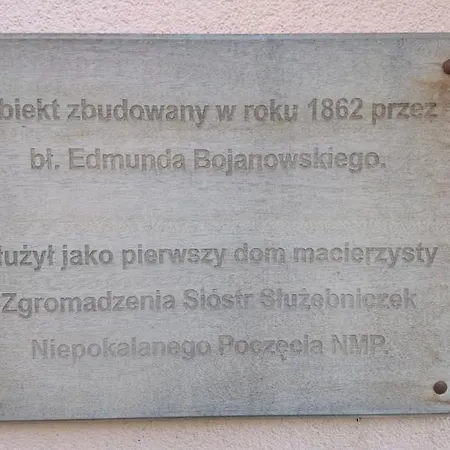 biekt zbudowany w roku 1862 przez
bł. Edmunda Bojanowskiego.
łużył jako pierwszy dom macierzysty
Zgromadzenia Sióstr Służebniczek
Niepokalanego Poczęcia NMP.